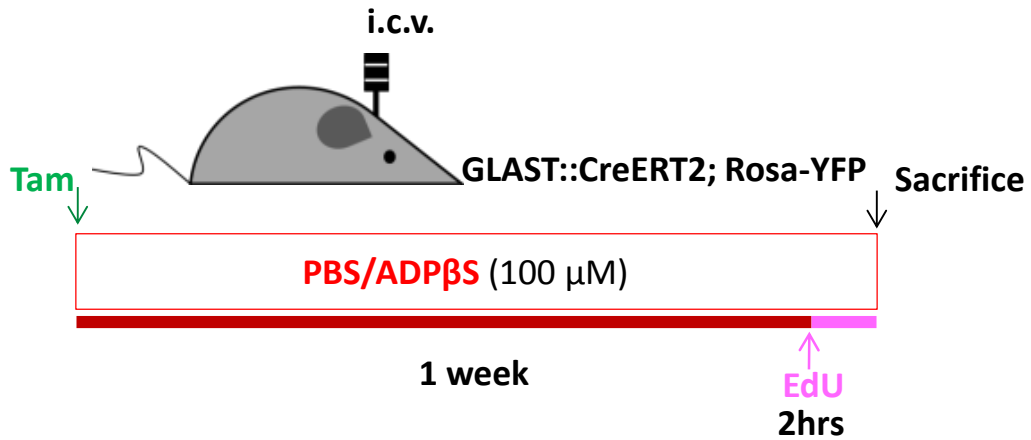 i.c.v.
GLAST::CreERT2; Rosa-YFP
Tam
Sacrifice
PBS/ADPβS (100 µM)
1 week
EdU
2hrs